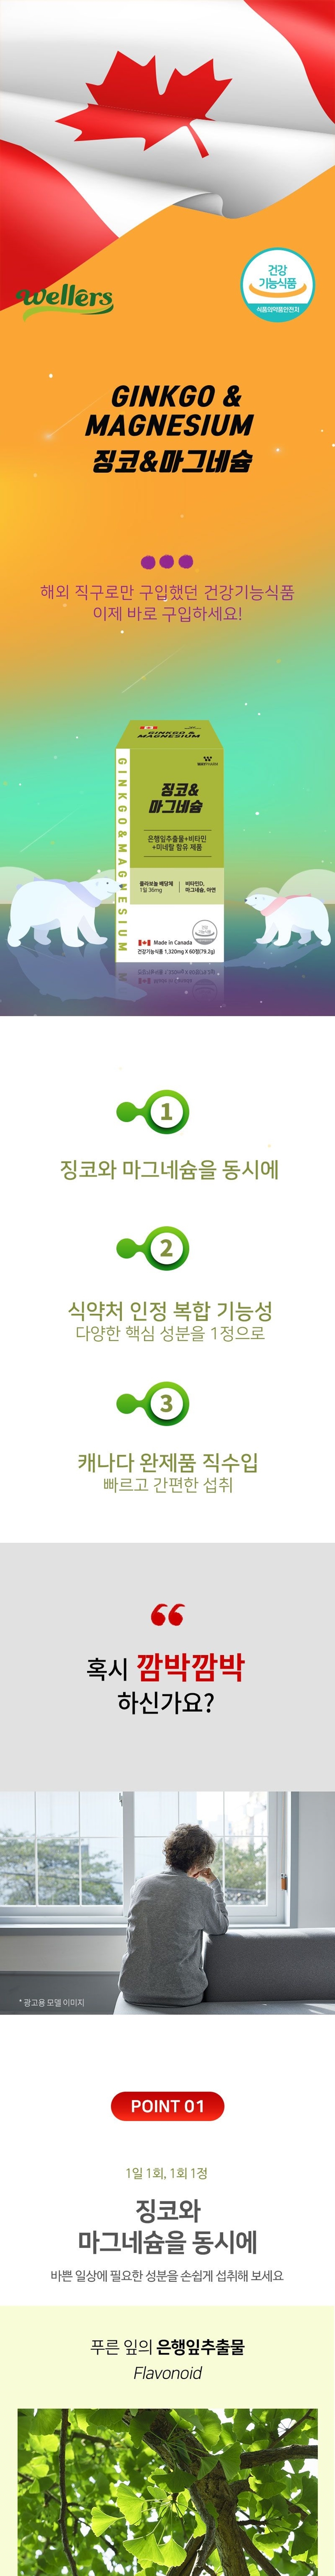 wellers
건강
기능식품
식품의약품안전처
GINKGO &
MAGNESIUM
징코&마그네슘
해외 직구로만 구입했던 건강기능식품
이제 바로 구입하세요!
GINKGO &
MAGNESIUM
GINKGO&MAGNESIUM
징코&
마그네슘
은행잎추출물+비타민
+미네랄 함유 제품
플라보놀 배당체
1일 36mg
비타민D,
마그네슘, 아연
Made in Canada
건강기능식품 1,320mg X 60정(79.2g)
1
징코와 마그네슘을 동시에
2
식약처 인정 복합 기능성
다양한 핵심 성분을 1정으로
3
캐나다 완제품 직수입
빠르고 간편한 섭취
혹시 깜박깜박
하신가요?
* 광고용 모델 이미지
POINT 01
1일 1회, 1회 1정
징코와
마그네슘을 동시에
바쁜 일상에 필요한 성분을 손쉽게 섭취해 보세요
푸른 잎의 은행잎추출물
Flavonoid